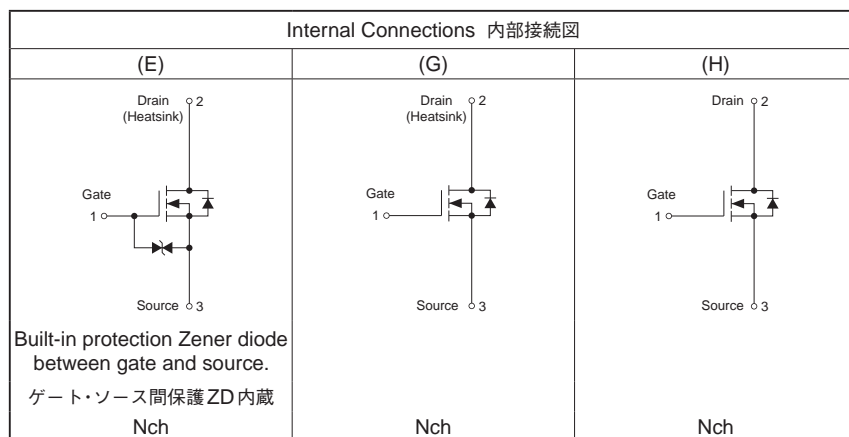 Internal Connections 内部接続図
(E)
(G)
(H)
Drain 2
(Heatsink)
Gate
1
Source 3
Built-in protection Zener diode
between gate and source.
ゲート・ソース間保護ZD内蔵
Nch
Drain 2
(Heatsink)
Gate
1
Source 3
Nch
Drain 2
Gate
1
Source 3
Nch